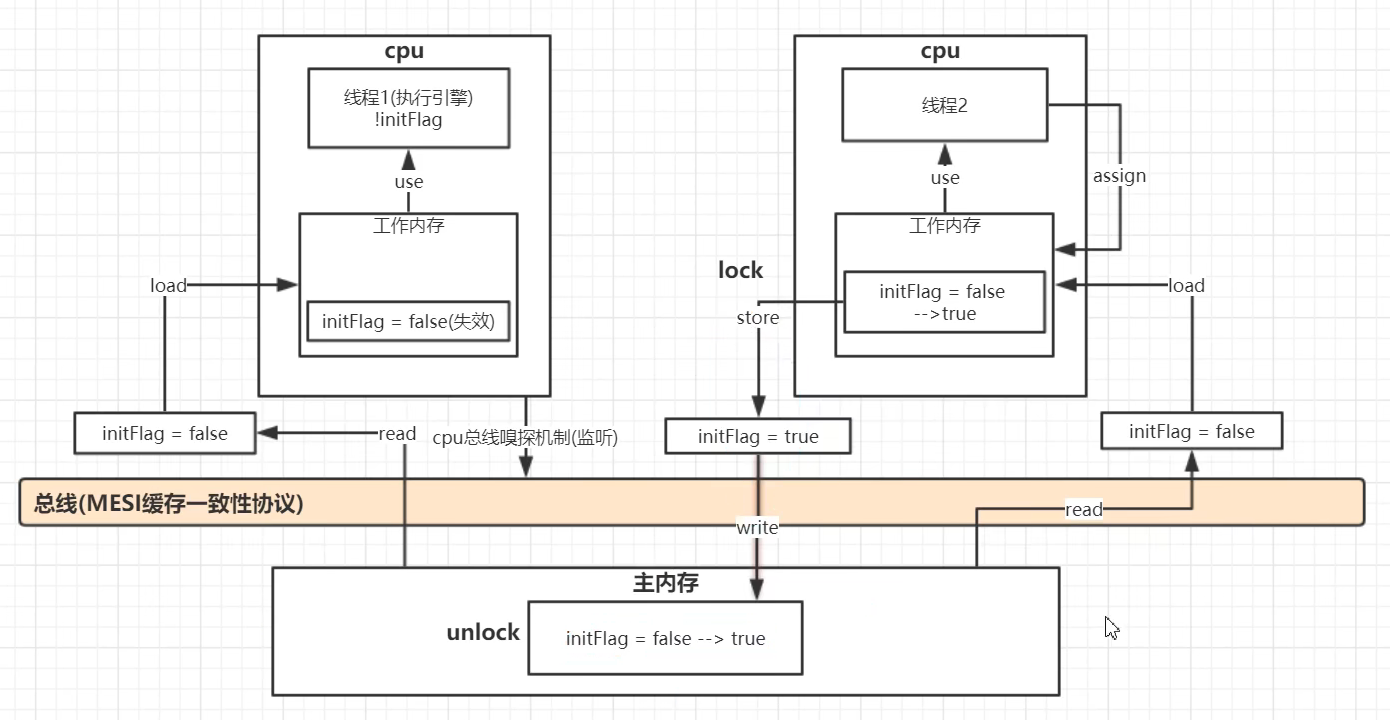 cpu
线程1(执行引擎)
!initFlag
use
工作内存
load
initFlag = false(失效)
initFlag = false
read
cpu总线嗅探机制(监听)
cpu
线程2
use
assign
工作内存
lock
initFlag = false
-->true
store
load
initFlag = true
initFlag = false
总线(MESI缓存一致性协议)
write
read
主内存
unlock
initFlag = false --> true